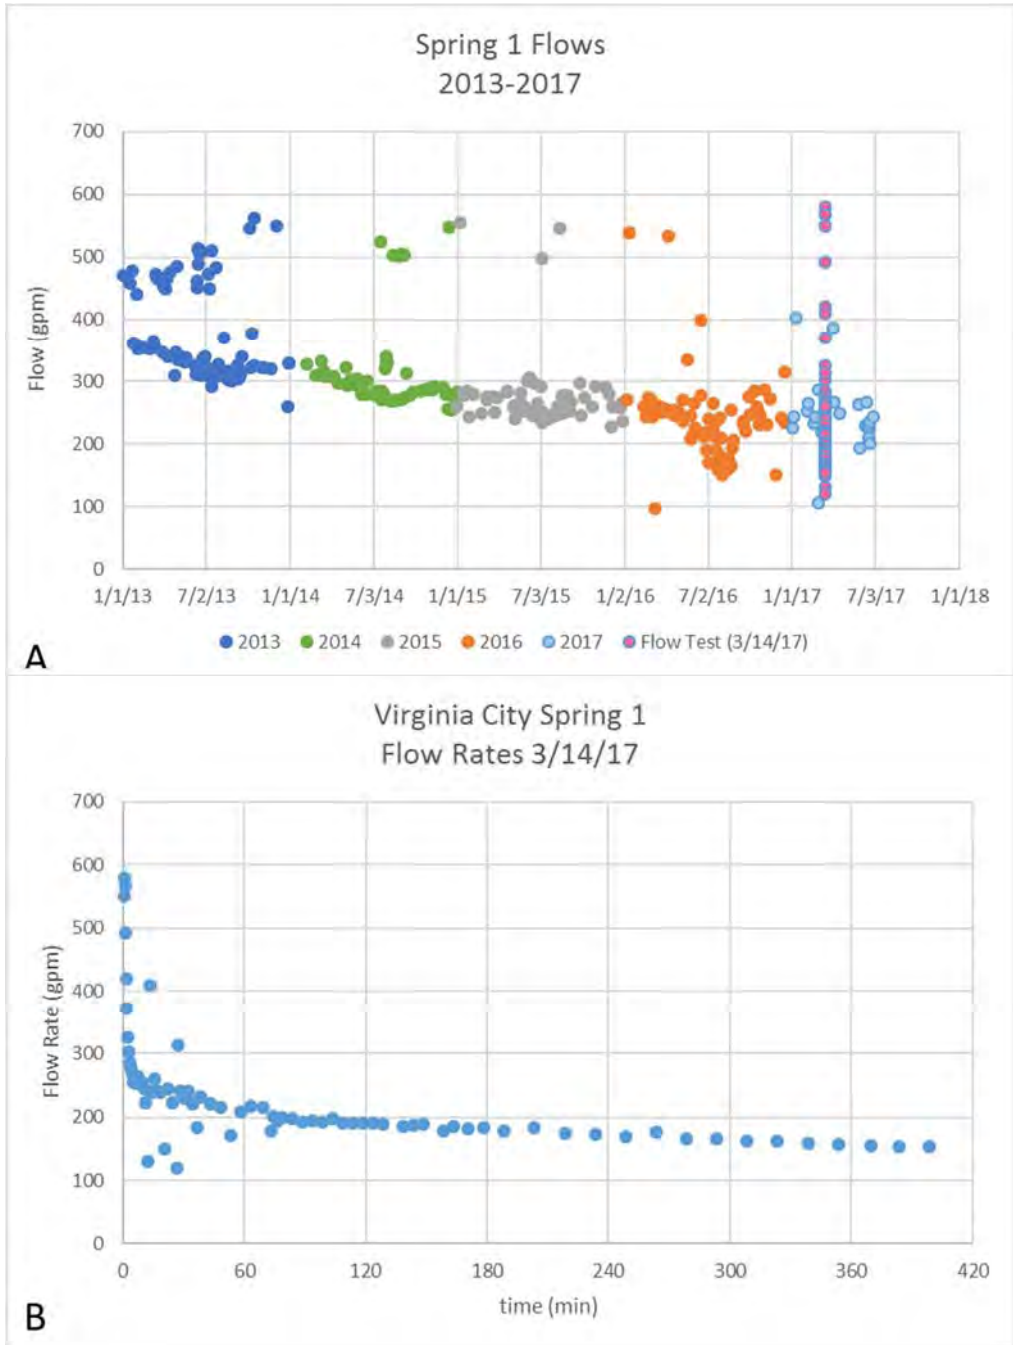 Spring 1 Flows
2013-2017
Flow (gpm)
700
600
500
400
300
200
100
0
1/1/13 7/2/13 1/1/14 7/3/14 1/1/15 7/3/15 1/2/16 7/2/16 1/1/17 7/3/17 1/1/18
2013 2014 2015 2016 2017 Flow Test (3/14/17)
A
Virginia City Spring 1
Flow Rates 3/14/17
Flow Rate (gpm)
700
600
500
400
300
200
100
0
0 60 120 180 240 300 360 420
time (min)
B